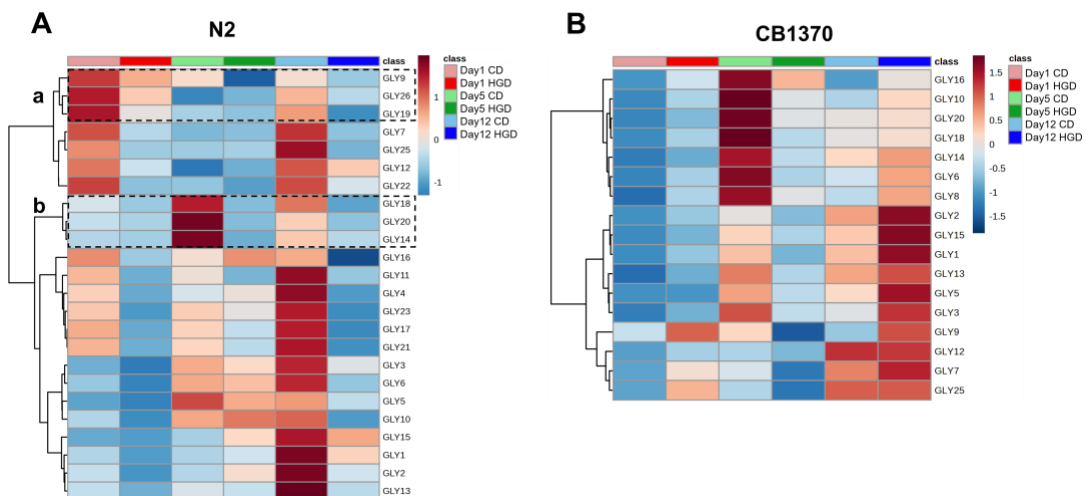 A
N2
class
a
b
GLY9
GLY26
GLY19
GLY7
GLY25
GLY12
GLY22
GLY18
GLY20
GLY14
GLY16
GLY11
GLY4
GLY23
GLY17
GLY21
GLY3
GLY6
GLY5
GLY10
GLY15
GLY1
GLY2
GLY13
1
0
-1
class
Day1 CD
Day1 HGD
Day5 CD
Day5 HGD
Day12 CD
Day12 HGD
B
CB1370
class
GLY16
GLY10
GLY20
GLY18
GLY14
GLY6
GLY8
GLY2
GLY15
GLY1
GLY13
GLY5
GLY3
GLY9
GLY12
GLY7
GLY25
1.5
1
0.5
0
-0.5
-1
-1.5
class
Day1 CD
Day1 HGD
Day5 CD
Day5 HGD
Day12 CD
Day12 HGD